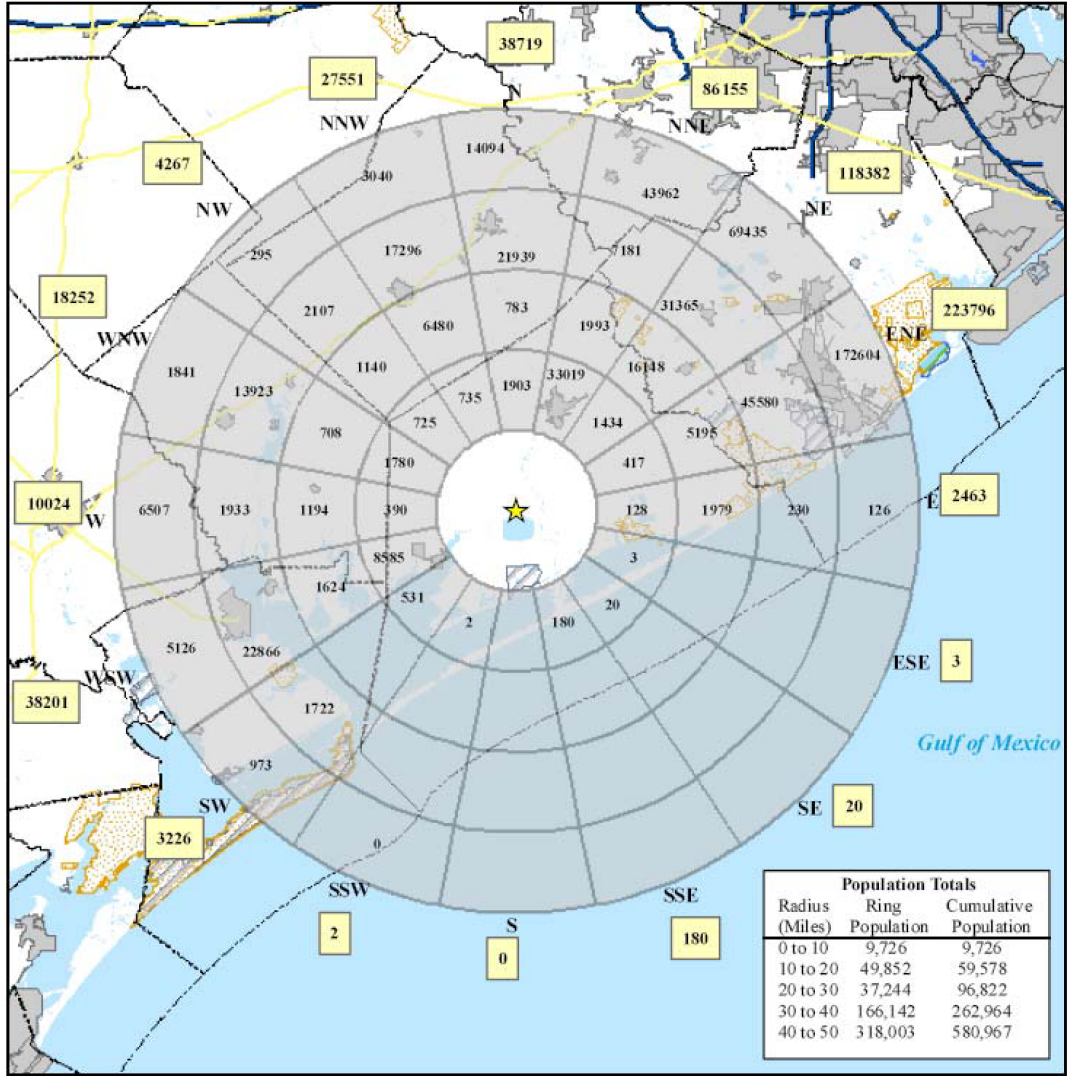 38719
27551
86155
N
NNW
NNE
14094
4267
118382
3040
43962
NW
NE
69435
295
17296
7181
21939
18252
2107
31365
223796
6480
783
1993
ENE
WNW
172604
1841
1140
16148
33019
13923
1903
735
45580
725
1434
708
5195
1780
417
10024
W
6507
1933
1194
390
128
1979
230
126
E
2463
8585
3
1624
531
20
2
180
5126
22866
ESE
3
WSW
38201
1722
Gulf of Mexico
973
SW
SE
20
3226
0
SSW
SSE
2
S
180
0
Population Totals
Radius Ring Cumulative
(Miles) Population Population
0 to 10 9,726 9,726
10 to 20 49,852 59,578
20 to 30 37,244 96,822
30 to 40 166,142 262,964
40 to 50 318,003 580,967